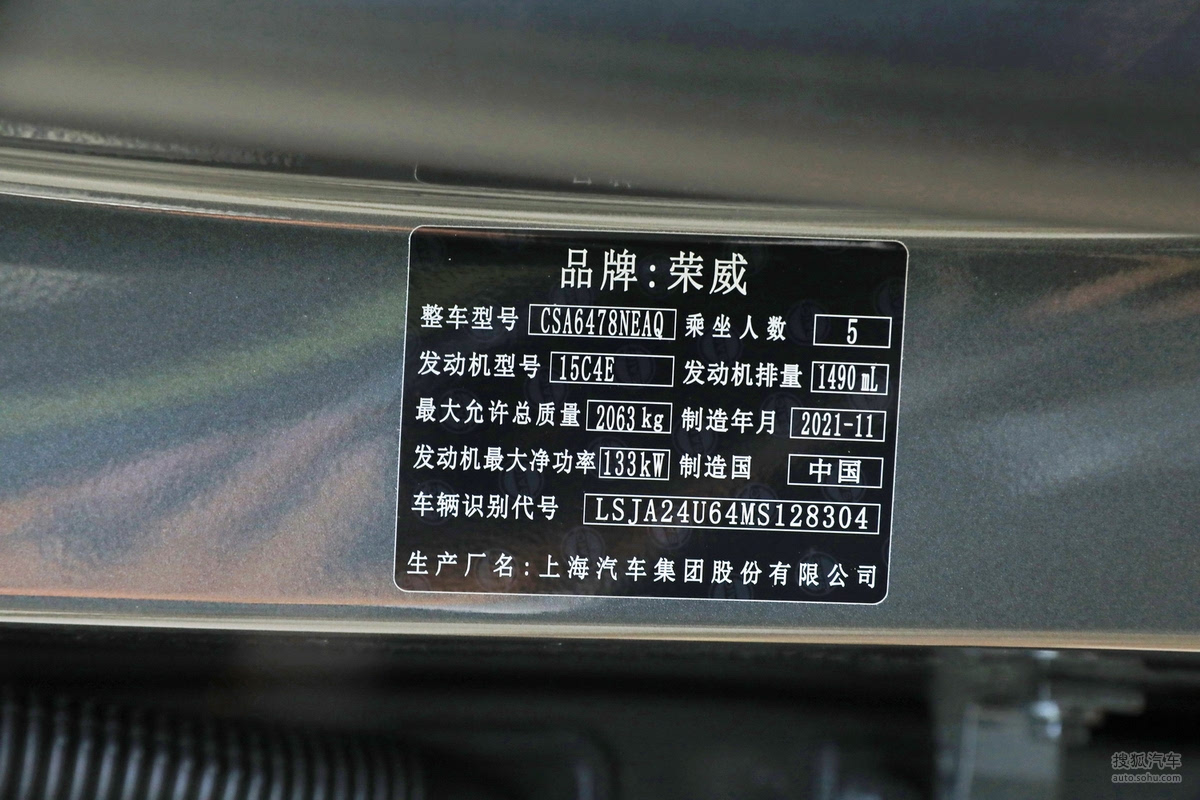 品牌:荣威
整车型号 CSA6478NEAQ 乘坐人数 5
发动机型号 15C4E 发动机排量 1490 mL
最大允许总质量 2063 kg 制造年月 2021-11
发动机最大净功率 133kW 制造国 中国
车辆识别代号 LSJA24U64MS128304
生产厂名:上海汽车集团股份有限公司
搜狐汽车
auto.sohu.com